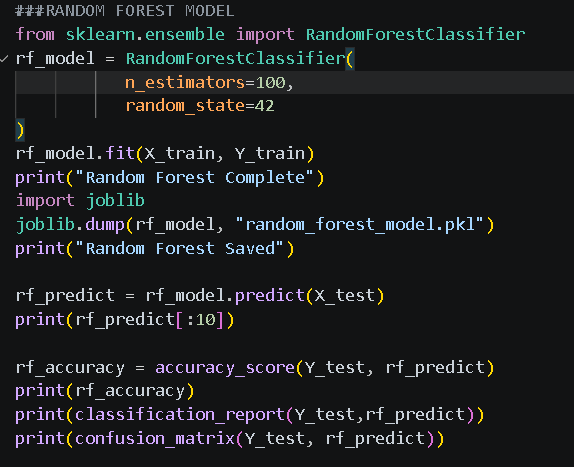 ###RANDOM FOREST MODEL
from sklearn.ensemble import RandomForestClassifier
rf_model = RandomForestClassifier(
n_estimators=100,
random_state=42
)
rf_model.fit(X_train, Y_train)
print("Random Forest Complete")
import joblib
joblib.dump(rf_model, "random_forest_model.pkl")
print("Random Forest Saved")
rf_predict = rf_model.predict(X_test)
print(rf_predict[:10])
rf_accuracy = accuracy_score(Y_test, rf_predict)
print(rf_accuracy)
print(classification_report(Y_test,rf_predict))
print(confusion_matrix(Y_test, rf_predict))